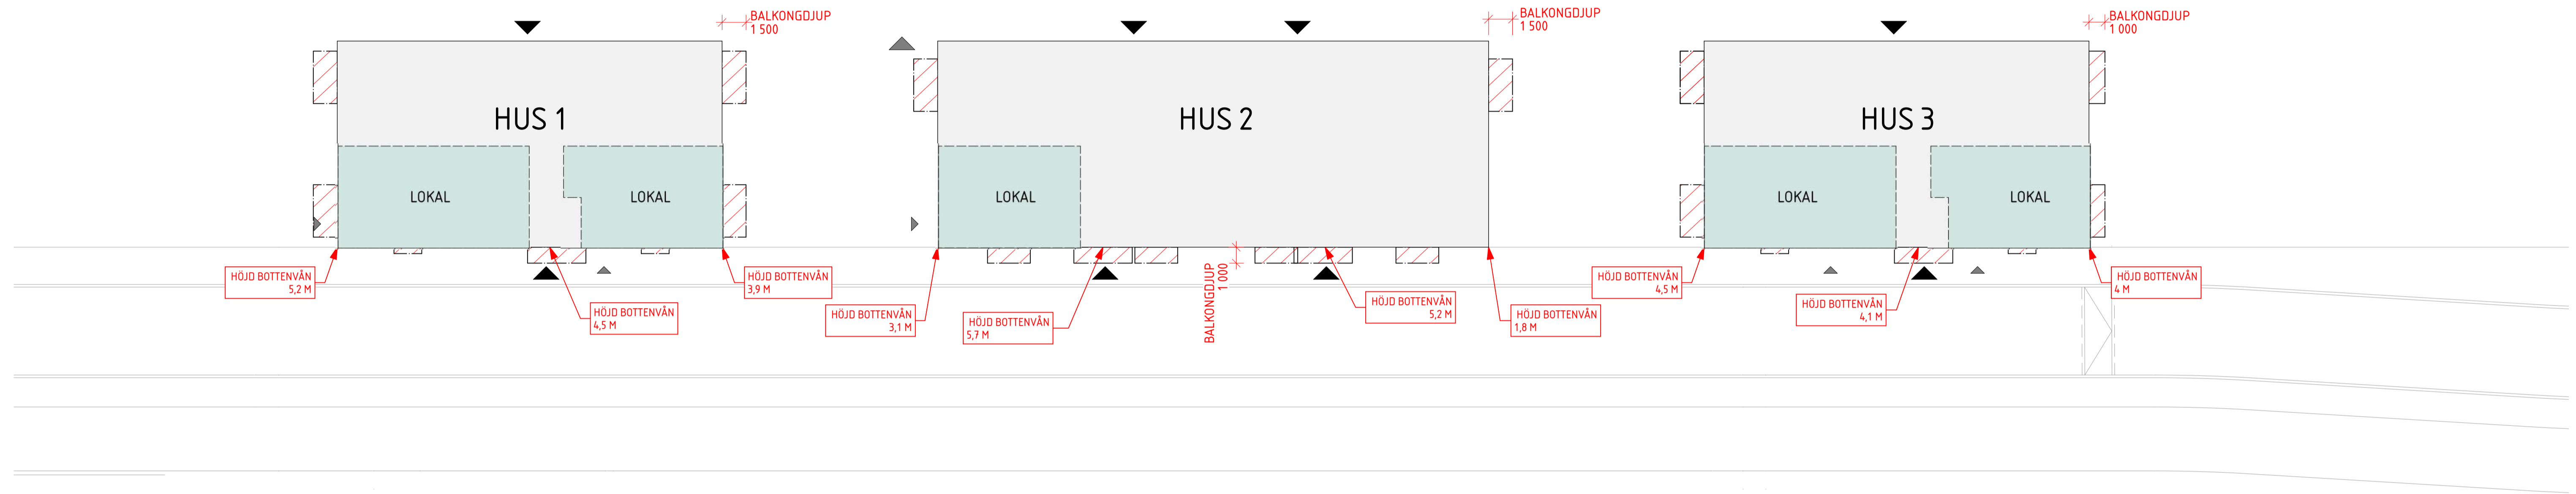 BALKONGDJUP
1 500
BALKONGDJUP
1 500
BALKONGDJUP
1 000
HUS 1
HUS 2
HUS 3
LOKAL
LOKAL
LOKAL
LOKAL
LOKAL
HÖJD BOTTENVÅN
5,2 M
HÖJD BOTTENVÅN
4,5 M
HÖJD BOTTENVÅN
3,9 M
HÖJD BOTTENVÅN
3,1 M
HÖJD BOTTENVÅN
5,7 M
BALKONGDJUP
1 000
HÖJD BOTTENVÅN
5,2 M
HÖJD BOTTENVÅN
1,8 M
HÖJD BOTTENVÅN
4,5 M
HÖJD BOTTENVÅN
4,1 M
HÖJD BOTTENVÅN
4 M